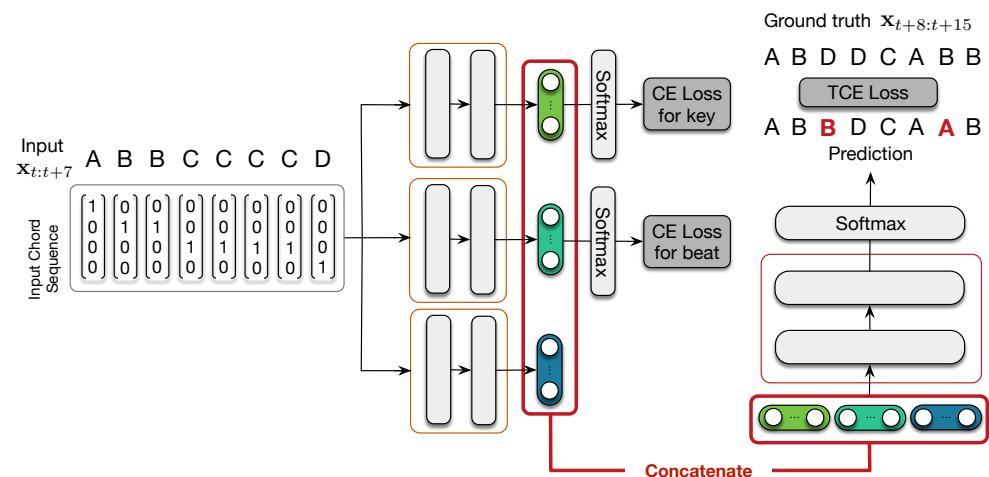 Input
x_{t:t+7}
A B B C C C C D
1 0 0 0 0 0 0 0
0 1 1 0 0 0 0 0
0 0 0 1 1 1 1 0
0 0 0 0 0 0 0 1
Input Chord
Sequence
Softmax
CE Loss
for key
Softmax
CE Loss
for beat
Concatenate
Ground truth x_{t+8:t+15}
A B D D C A B B
TCE Loss
A B B D C A A B
Prediction
Softmax